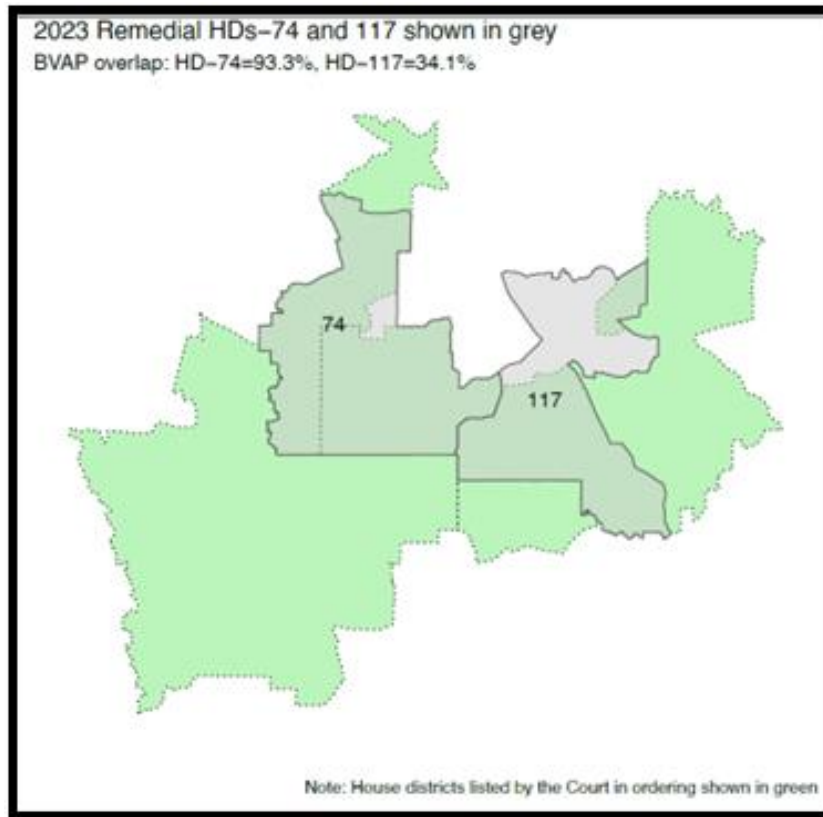 2023 Remedial HDs-74 and 117 shown in grey
BVAP overlap: HD-74=93.3%, HD-117=34.1%
74
117
Note: House districts listed by the Court in ordering shown in green